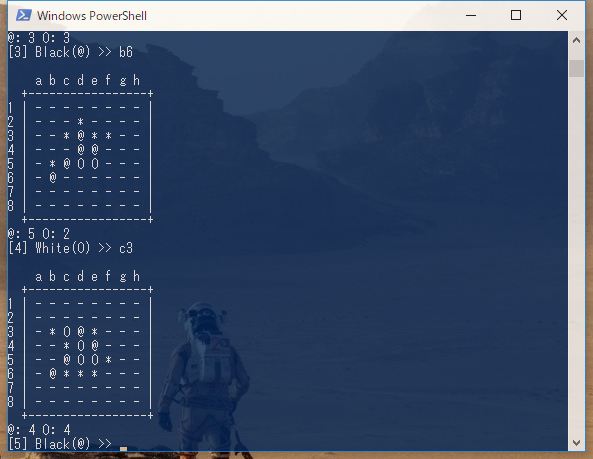 Windows PowerShell
@: 3 O: 3
[3] Black(@) >> b6
a b c d e f g h
+----------------+
1 | - - - - - - - - |
2 | - - - * - - - - |
3 | - - * @ * * - - |
4 | - - - @ @ - - - |
5 | - * @ O O - - - |
6 | - @ - - - - - - |
7 | - - - - - - - - |
8 | - - - - - - - - |
+----------------+
@: 5 O: 2
[4] White(O) >> c3
a b c d e f g h
+----------------+
1 | - - - - - - - - |
2 | - - - - - - - - |
3 | - * O @ * - - - |
4 | - - * O @ - - - |
5 | - - @ O O * - - |
6 | - @ * * * - - - |
7 | - - - - - - - - |
8 | - - - - - - - - |
+----------------+
@: 4 O: 4
[5] Black(@) >> _